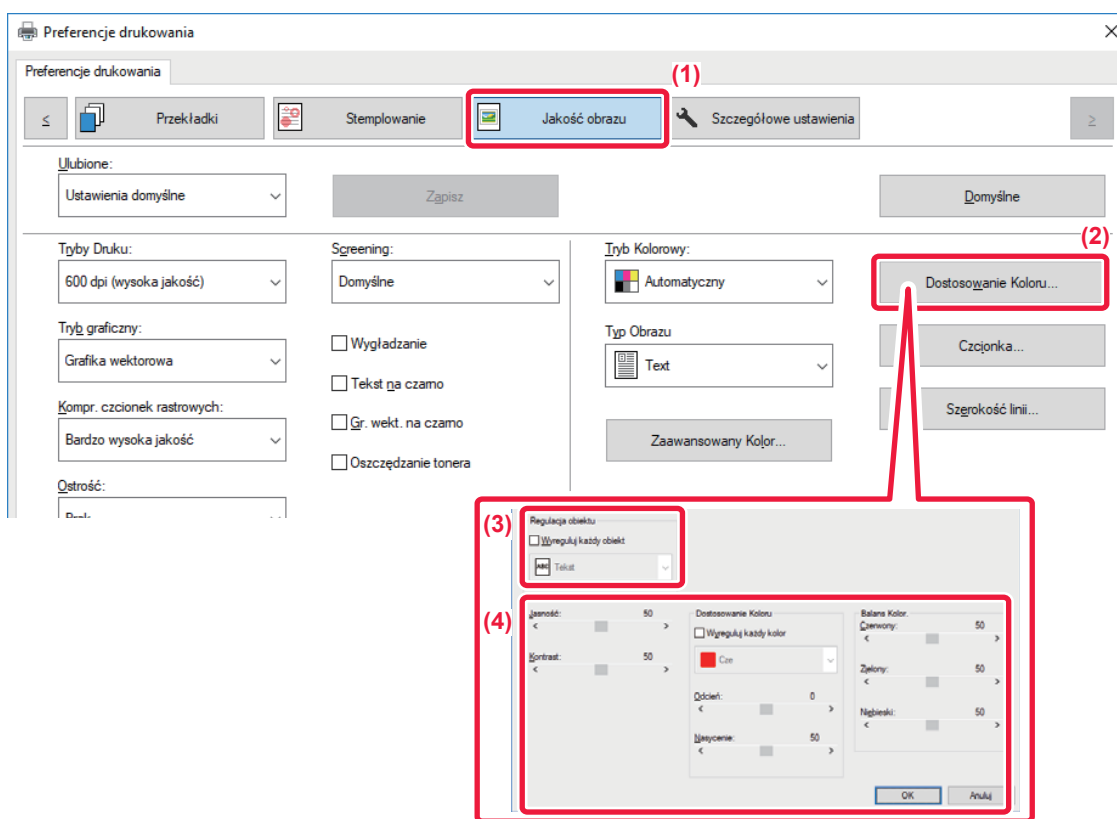 Preferencje drukowania
Preferencje drukowania
(1)
< Przekładki Stemplowanie Jakość obrazu Szczegółowe ustawienia >
Ulubione:
Ustawienia domyślne Zapisz Domyślne
(2)
Tryby Druku: Screening: Tryb Kolorowy:
600 dpi (wysoka jakość) Domyślne Automatyczny Dostosowanie Koloru...
Tryb graficzny: Typ Obrazu
Grafika wektorowa Wygładzanie Text Czcionka...
Tekst na czarno
Kompr. czcionek rastrowych:
Bardzo wysoka jakość Gr. wekt. na czarno Zaawansowany Kolor... Szerokość linii...
Oszczędzanie tonera
Ostrość:
(3)
Regulacja obiektu
Wyreguluj każdy obiekt
ABC Tekst
(4)
Jasność: 50 Dostosowanie Koloru Balans Kolor.
Wyreguluj każdy kolor Czerwony: 50
Kontrast: 50 Cze Zielony: 50
Odcień: 0 Niebieski: 50
Nasycenie: 50
OK Anuluj